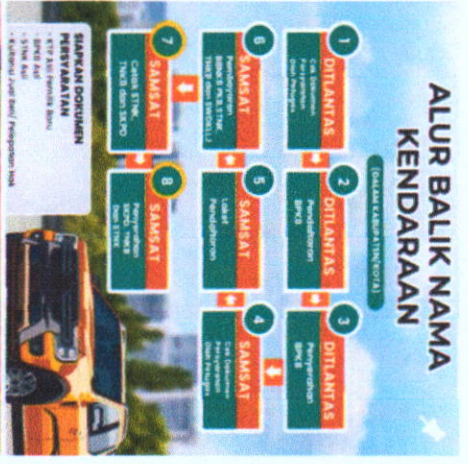 ALUR BALIK NAMA
KENDARAAN
(DALAM KABUPATEN/KOTA)
1
DITLANTAS
Cek Dokumen
Persyaratan
Oleh Petugas
2
DITLANTAS
Pendaftaran
BPKB
3
DITLANTAS
Penyerahan
BPKB
4
SAMSAT
Cek Dokumen
Persyaratan
Oleh Petugas
5
SAMSAT
Loket
Pendaftaran
6
SAMSAT
Pembayaran
BBNKB PKB STNK
TNKB dan SWDKLLJ
7
SAMSAT
Cetak STNK,
TNKB dan SKPD
8
SAMSAT
Penyerahan
SKPD, TNKB
Dan STNK
SIAPKAN DOKUMEN
PERSYARATAN
• KTP Asli Pemilik Baru
• BPKB Asli
• STNK Asli
• Kuitansi Jual Beli/ Pelepasan Hak